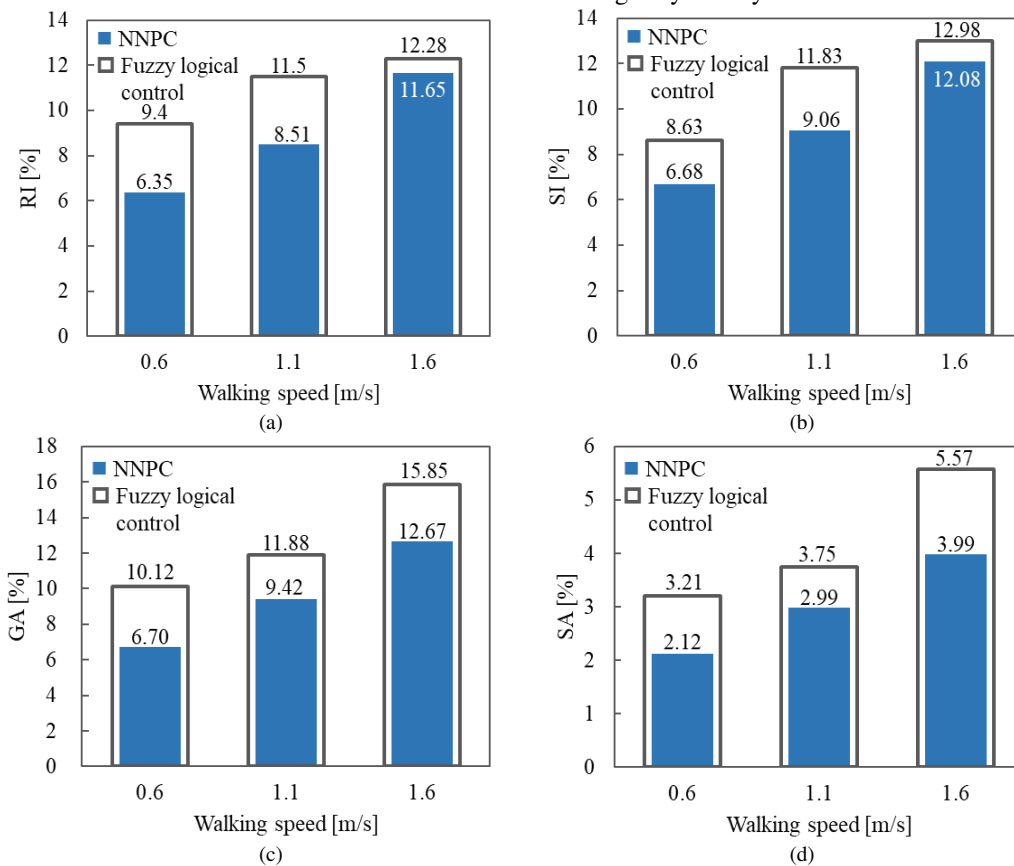 14
12
10
8
6
4
2
0
RI [%]
NNPC
Fuzzy logical
control
9.4
6.35
11.5
8.51
12.28
11.65
0.6 1.1 1.6
Walking speed [m/s]
(a)
14
12
10
8
6
4
2
0
SI [%]
NNPC
Fuzzy logical
control
8.63
6.68
11.83
9.06
12.98
12.08
0.6 1.1 1.6
Walking speed [m/s]
(b)
18
16
14
12
10
8
6
4
2
0
GA [%]
NNPC
Fuzzy logical
control
10.12
6.70
11.88
9.42
15.85
12.67
0.6 1.1 1.6
Walking speed [m/s]
(c)
6
5
4
3
2
1
0
SA [%]
NNPC
Fuzzy logical
control
3.21
2.12
3.75
2.99
5.57
3.99
0.6 1.1 1.6
Walking speed [m/s]
(d)